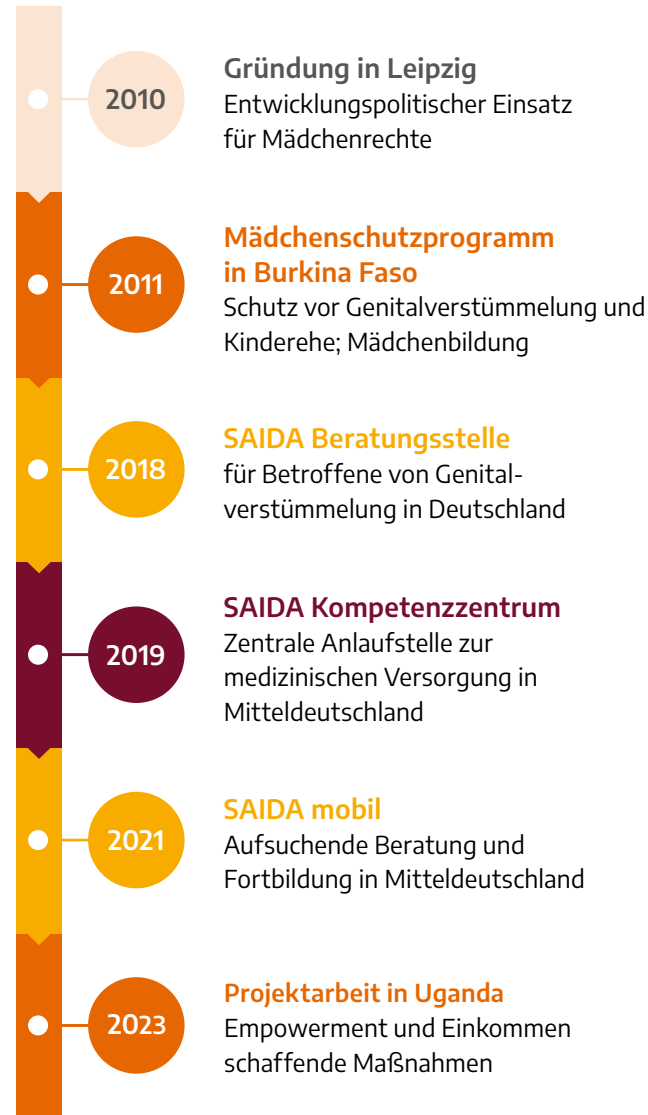 2010
Gründung in Leipzig
Entwicklungspolitischer Einsatz
für Mädchenrechte
2011
Mädchenschutzprogramm
in Burkina Faso
Schutz vor Genitalverstümmelung und
Kinderehe; Mädchenbildung
2018
SAIDA Beratungsstelle
für Betroffene von Genital-
verstümmelung in Deutschland
2019
SAIDA Kompetenzzentrum
Zentrale Anlaufstelle zur
medizinischen Versorgung in
Mitteldeutschland
2021
SAIDA mobil
Aufsuchende Beratung und
Fortbildung in Mitteldeutschland
2023
Projektarbeit in Uganda
Empowerment und Einkommen
schaffende Maßnahmen